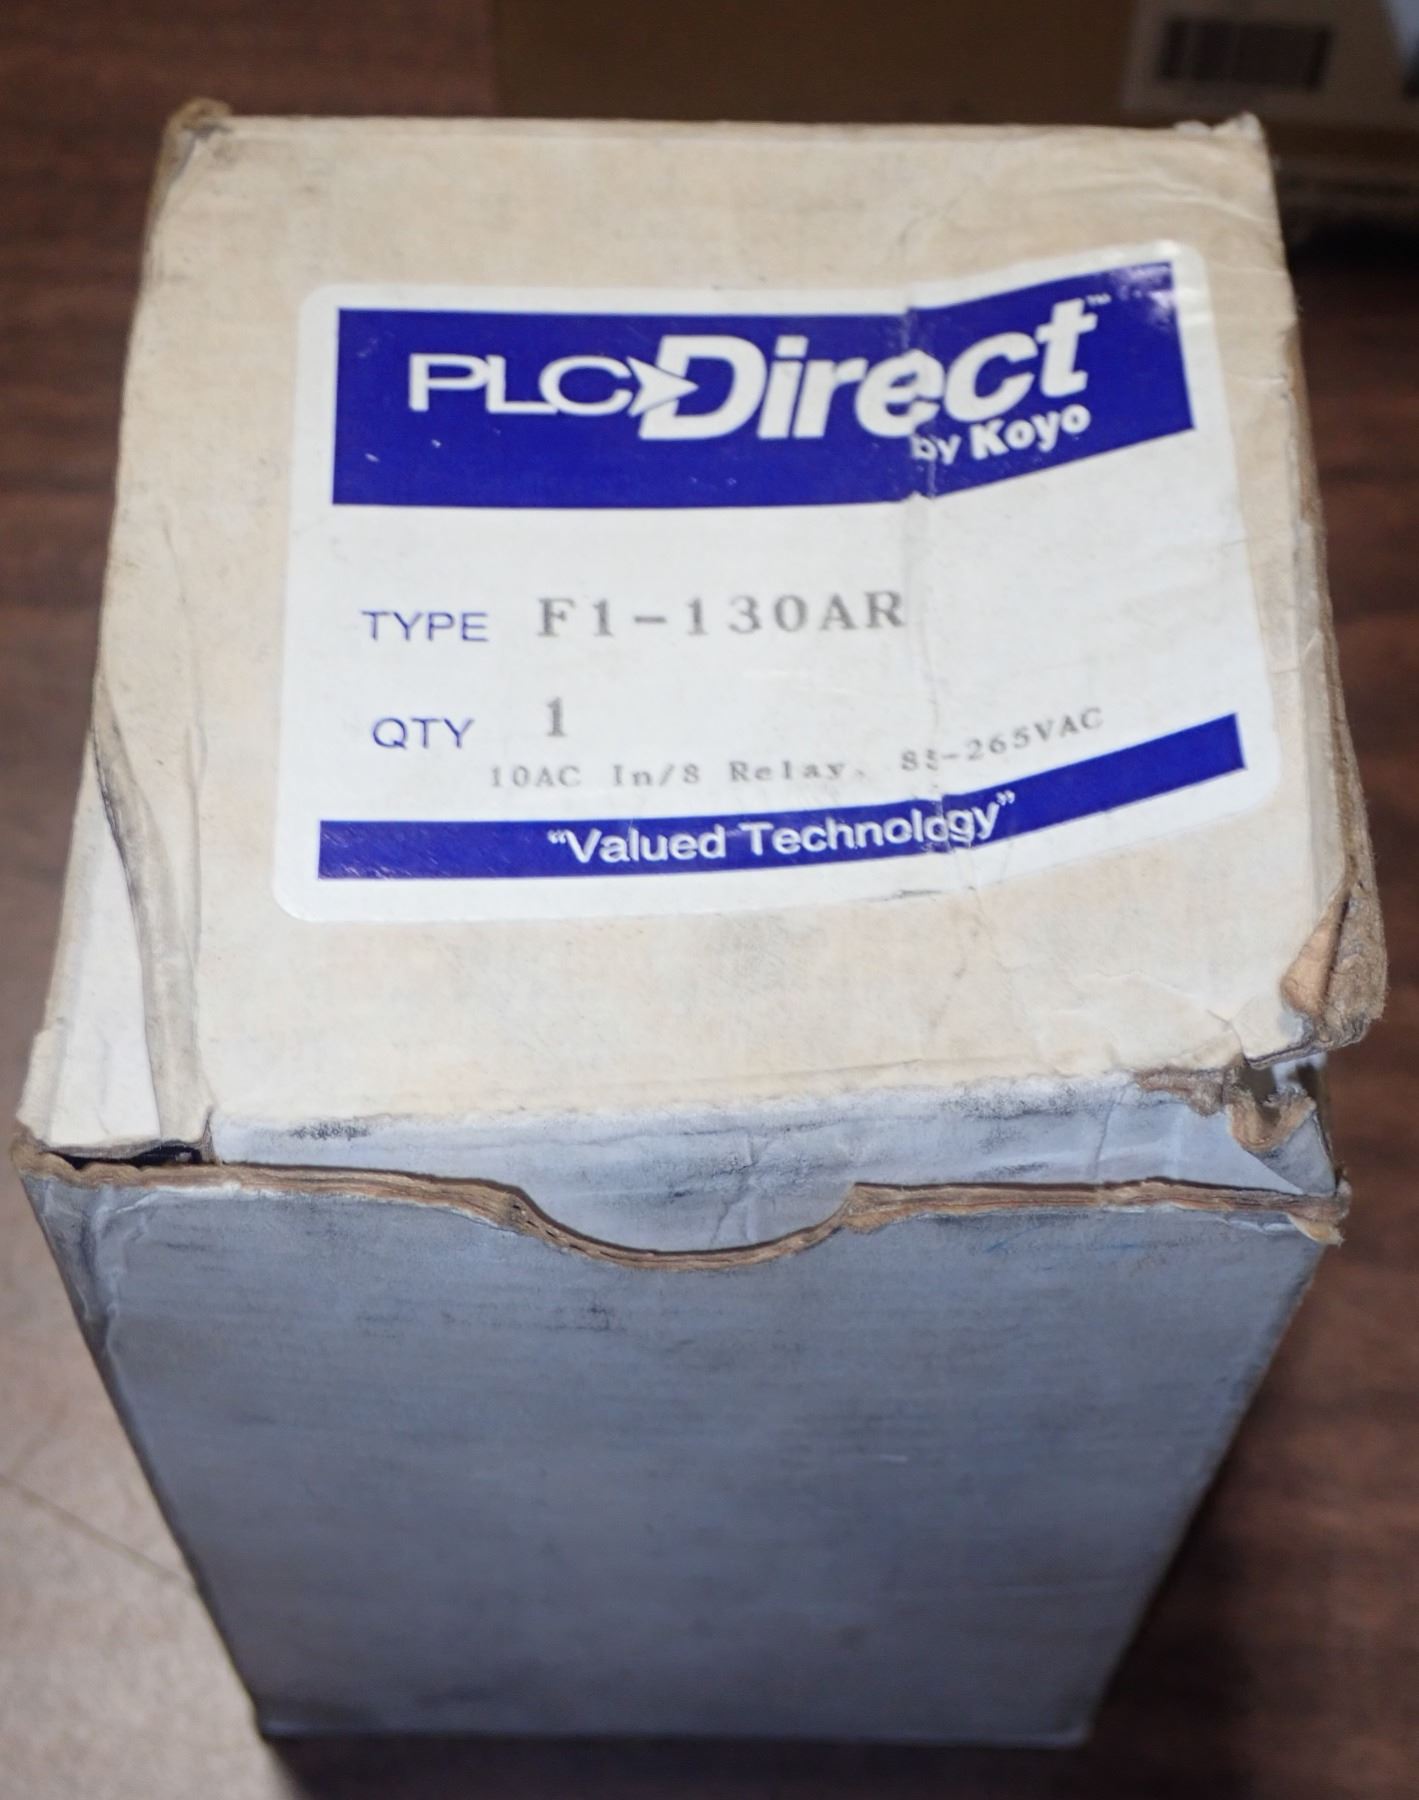 PLC Direct™
by Koyo
TYPE F1-130AR
QTY 1
10AC In/8 Relay, 85-265VAC
"Valued Technology"